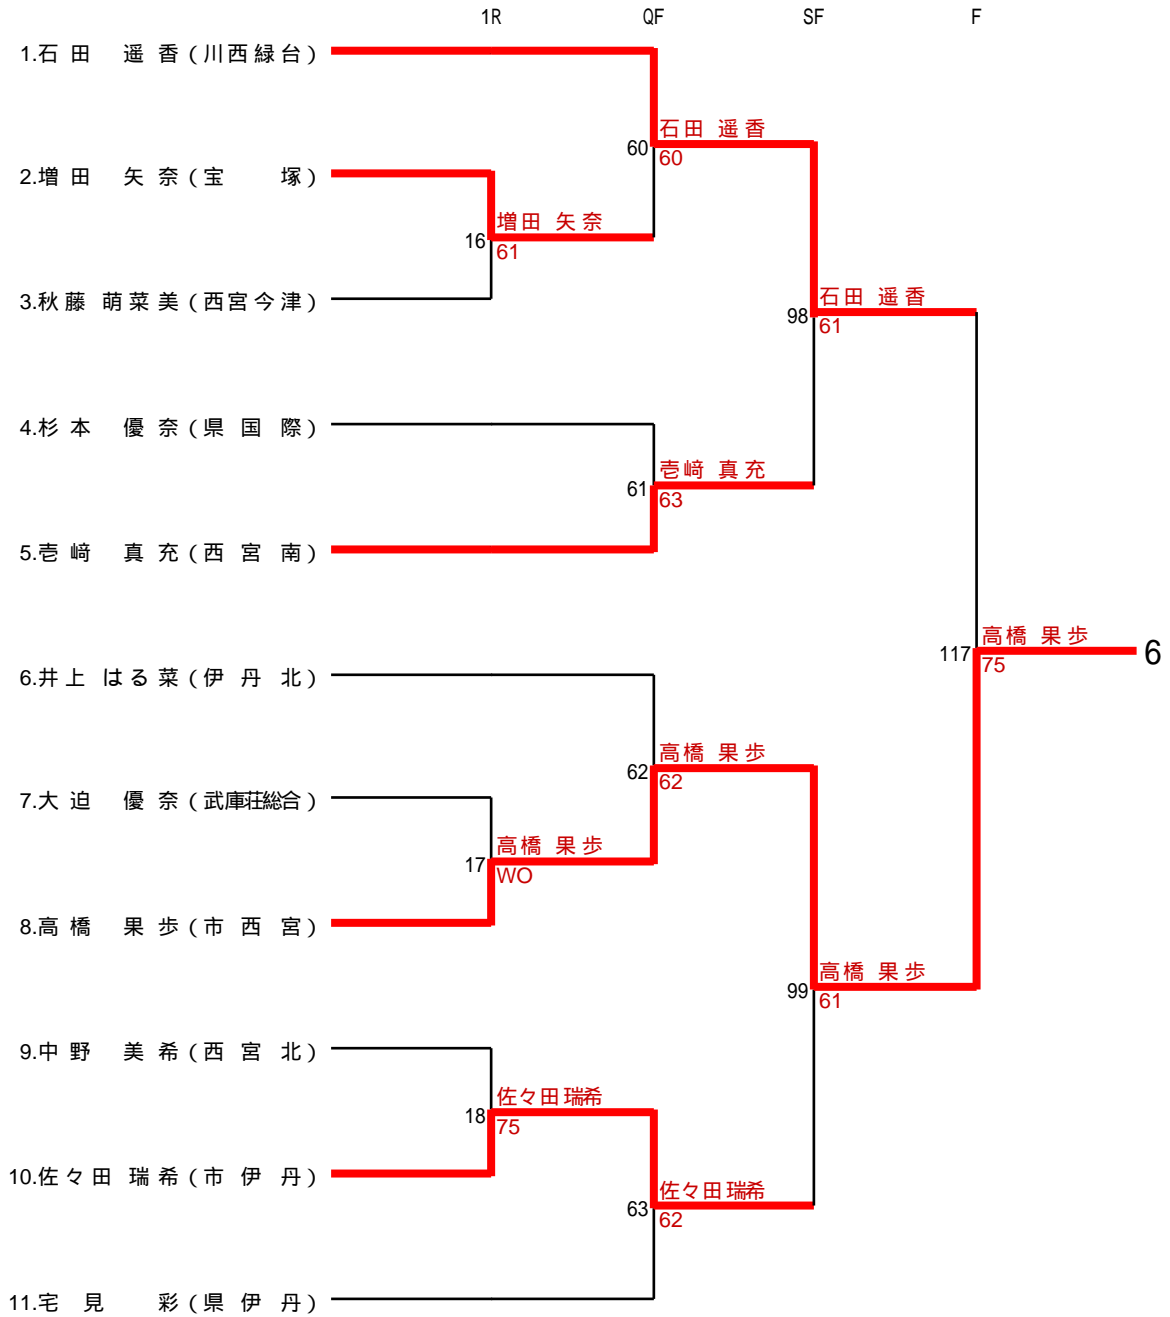 1R QF SF F
1.石田 遥香(川西緑台)
石田 遥香
60 60
2.増田 矢奈(宝 塚)
増田 矢奈
16 61
3.秋藤 萌菜美(西宮今津)
石田 遥香
98 61
4.杉本 優奈(県国際)
壱﨑 真充
61 63
5.壱﨑 真充(西宮南)
高橋 果歩
117 75 6
6.井上 はる菜(伊丹北)
高橋 果歩
62 62
7.大迫 優奈(武庫荘総合)
高橋 果歩
17 WO
8.高橋 果歩(市西宮)
高橋 果歩
99 61
9.中野 美希(西宮北)
佐々田 瑞希
18 75
10.佐々田 瑞希(市伊丹)
佐々田 瑞希
63 62
11.宅見 彩(県伊丹)